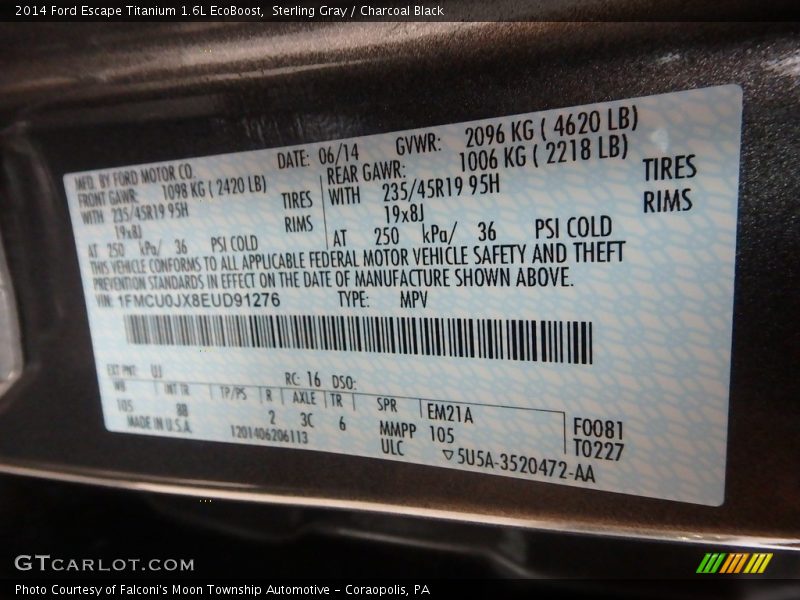 2014 Ford Escape Titanium 1.6L EcoBoost,  Sterling Gray / Charcoal Black
MFD. BY FORD MOTOR CO. DATE: 06/14 GVWR: 2096 KG ( 4620 LB)
FRONT GAWR: 1098 KG ( 2420 LB) REAR GAWR: 1006 KG ( 2218 LB)
WITH 235/45R19 95H TIRES WITH 235/45R19 95H TIRES
19x8J RIMS 19x8J RIMS
AT 250 kPa/ 36 PSI COLD AT 250 kPa/ 36 PSI COLD
THIS VEHICLE CONFORMS TO ALL APPLICABLE FEDERAL MOTOR VEHICLE SAFETY AND THEFT
PREVENTION STANDARDS IN EFFECT ON THE DATE OF MANUFACTURE SHOWN ABOVE.
VIN: 1FMCU0JX8EUD91276 TYPE: MPV
EXT PNT: UJ RC: 16 DSO:
WB INT TR TP/PS R AXLE TR SPR EM21A F0081
105 8B 2 3C 6 MMPP 105 T0227
MADE IN U.S.A. 1201406206113 ULC ▽5U5A-3520472-AA
GTCARLOT.COM
Photo Courtesy of Falconi's Moon Township Automotive – Coraopolis, PA